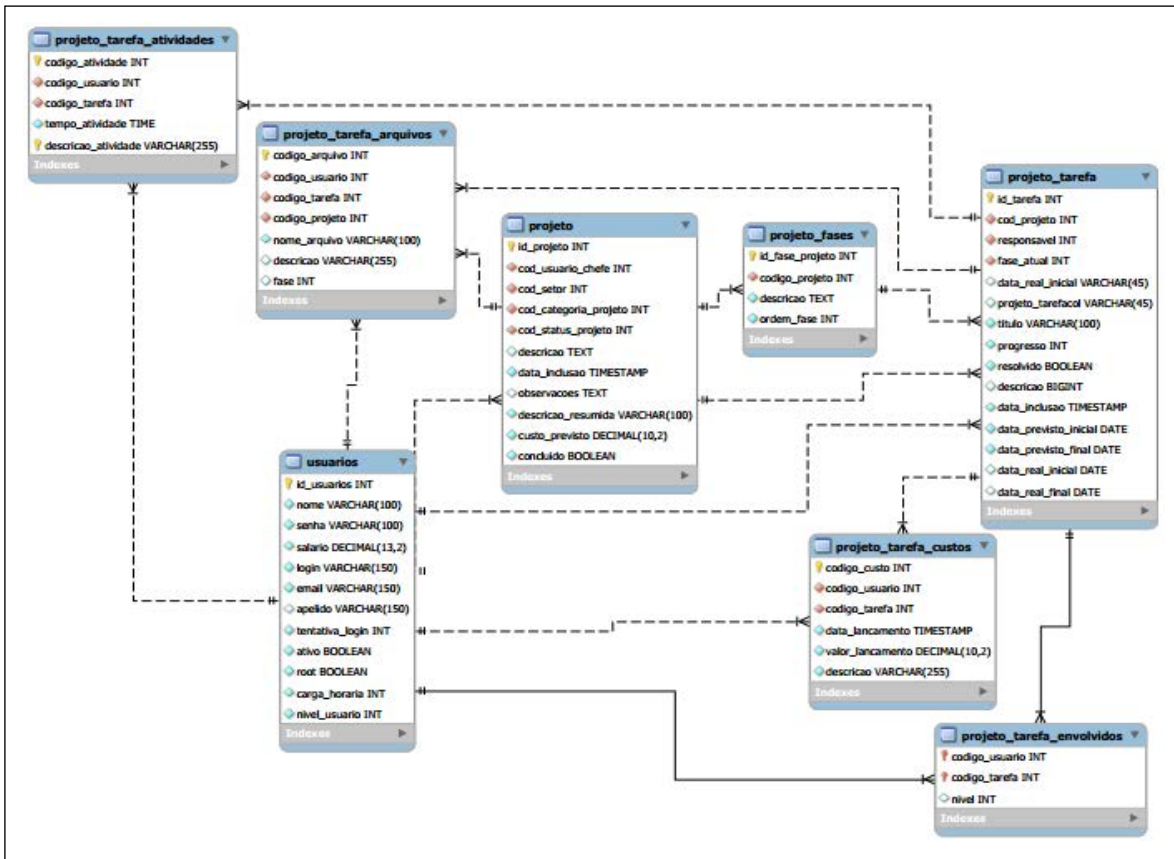 projeto_tarefa_atividades
codigo_atividade INT
codigo_usuario INT
codigo_tarefa INT
tempo_atividade TIME
descricao_atividade VARCHAR(255)
Indexes
projeto_tarefa_arquivos
codigo_arquivo INT
codigo_usuario INT
codigo_tarefa INT
codigo_projeto INT
nome_arquivo VARCHAR(100)
descricao VARCHAR(255)
fase INT
Indexes
projeto
id_projeto INT
cod_usuario_chefe INT
cod_setor INT
cod_categoria_projeto INT
cod_status_projeto INT
descricao TEXT
data_inclusao TIMESTAMP
observacoes TEXT
descricao_resumida VARCHAR(100)
custo_previsto DECIMAL(10,2)
concluido BOOLEAN
Indexes
projeto_fases
id_fase_projeto INT
codigo_projeto INT
descricao TEXT
ordem_fase INT
Indexes
projeto_tarefa
id_tarefa INT
cod_projeto INT
responsavel INT
fase_atual INT
data_real_inicial VARCHAR(45)
projeto_tarefacol VARCHAR(45)
titulo VARCHAR(100)
progresso INT
resolvido BOOLEAN
descricao BIGINT
data_inclusao TIMESTAMP
data_previsto_inicial DATE
data_previsto_final DATE
data_real_inicial DATE
data_real_final DATE
Indexes
usuarios
id_usuarios INT
nome VARCHAR(100)
senha VARCHAR(100)
salario DECIMAL(13,2)
login VARCHAR(150)
email VARCHAR(150)
apelido VARCHAR(150)
tentativa_login INT
ativo BOOLEAN
root BOOLEAN
carga_horaria INT
nivel_usuario INT
Indexes
projeto_tarefa_custos
codigo_custo INT
codigo_usuario INT
codigo_tarefa INT
data_lancamento TIMESTAMP
valor_lancamento DECIMAL(10,2)
descricao VARCHAR(255)
Indexes
projeto_tarefa_envolvidos
codigo_usuario INT
codigo_tarefa INT
nivel INT
Indexes